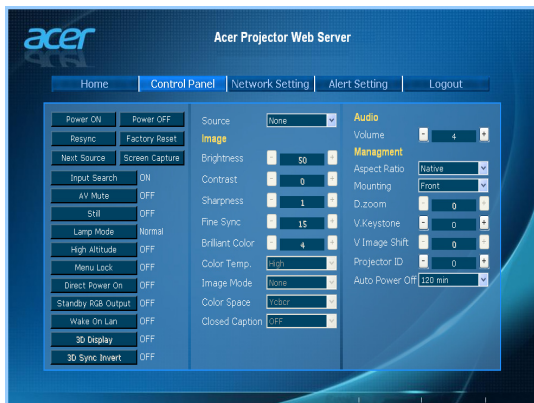 acer
Acer Projector Web Server
Home Control Panel Network Setting Alert Setting Logout
Power ON Power OFF
Resync Factory Reset
Next Source Screen Capture
Input Search ON
AV Mute OFF
Still OFF
Lamp Mode Normal
High Altitude OFF
Menu Lock OFF
Direct Power On OFF
Standby RGB Output OFF
Wake On Lan OFF
3D Display OFF
3D Sync Invert OFF
Source None
Image
Brightness - 50 +
Contrast - 0 +
Sharpness - 1 +
Fine Sync - 15 +
Brilliant Color - 4 +
Color Temp. High
Image Mode None
Color Space Ycbcr
Closed Caption OFF
Audio
Volume - 4 +
Managment
Aspect Ratio Native
Mounting Front
D.zoom - 0 +
V.Keystone - 0 +
V Image Shift - 0 +
Projector ID - 0 +
Auto Power Off 120 min